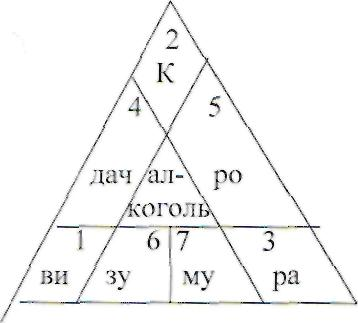 2
К
4 5
дач ал- ро
коголь
1 6 7 3
ви зу му ра